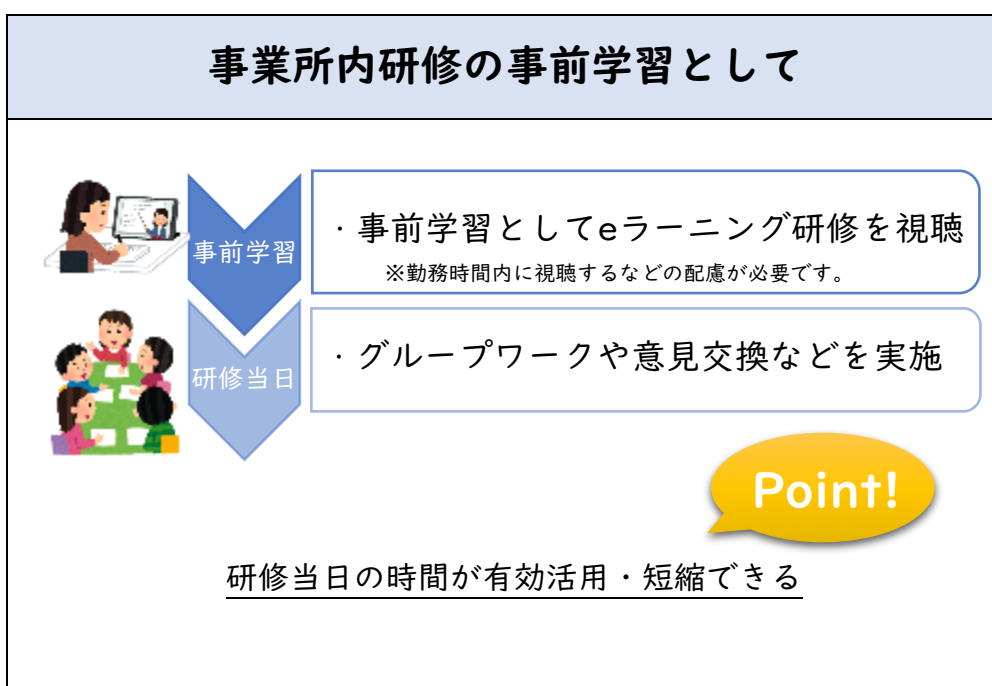 事業所内研修の事前学習として
事前学習
・事前学習としてeラーニング研修を視聴
※勤務時間内に視聴するなどの配慮が必要です。
研修当日
・グループワークや意見交換などを実施
Point!
研修当日の時間が有効活用・短縮できる